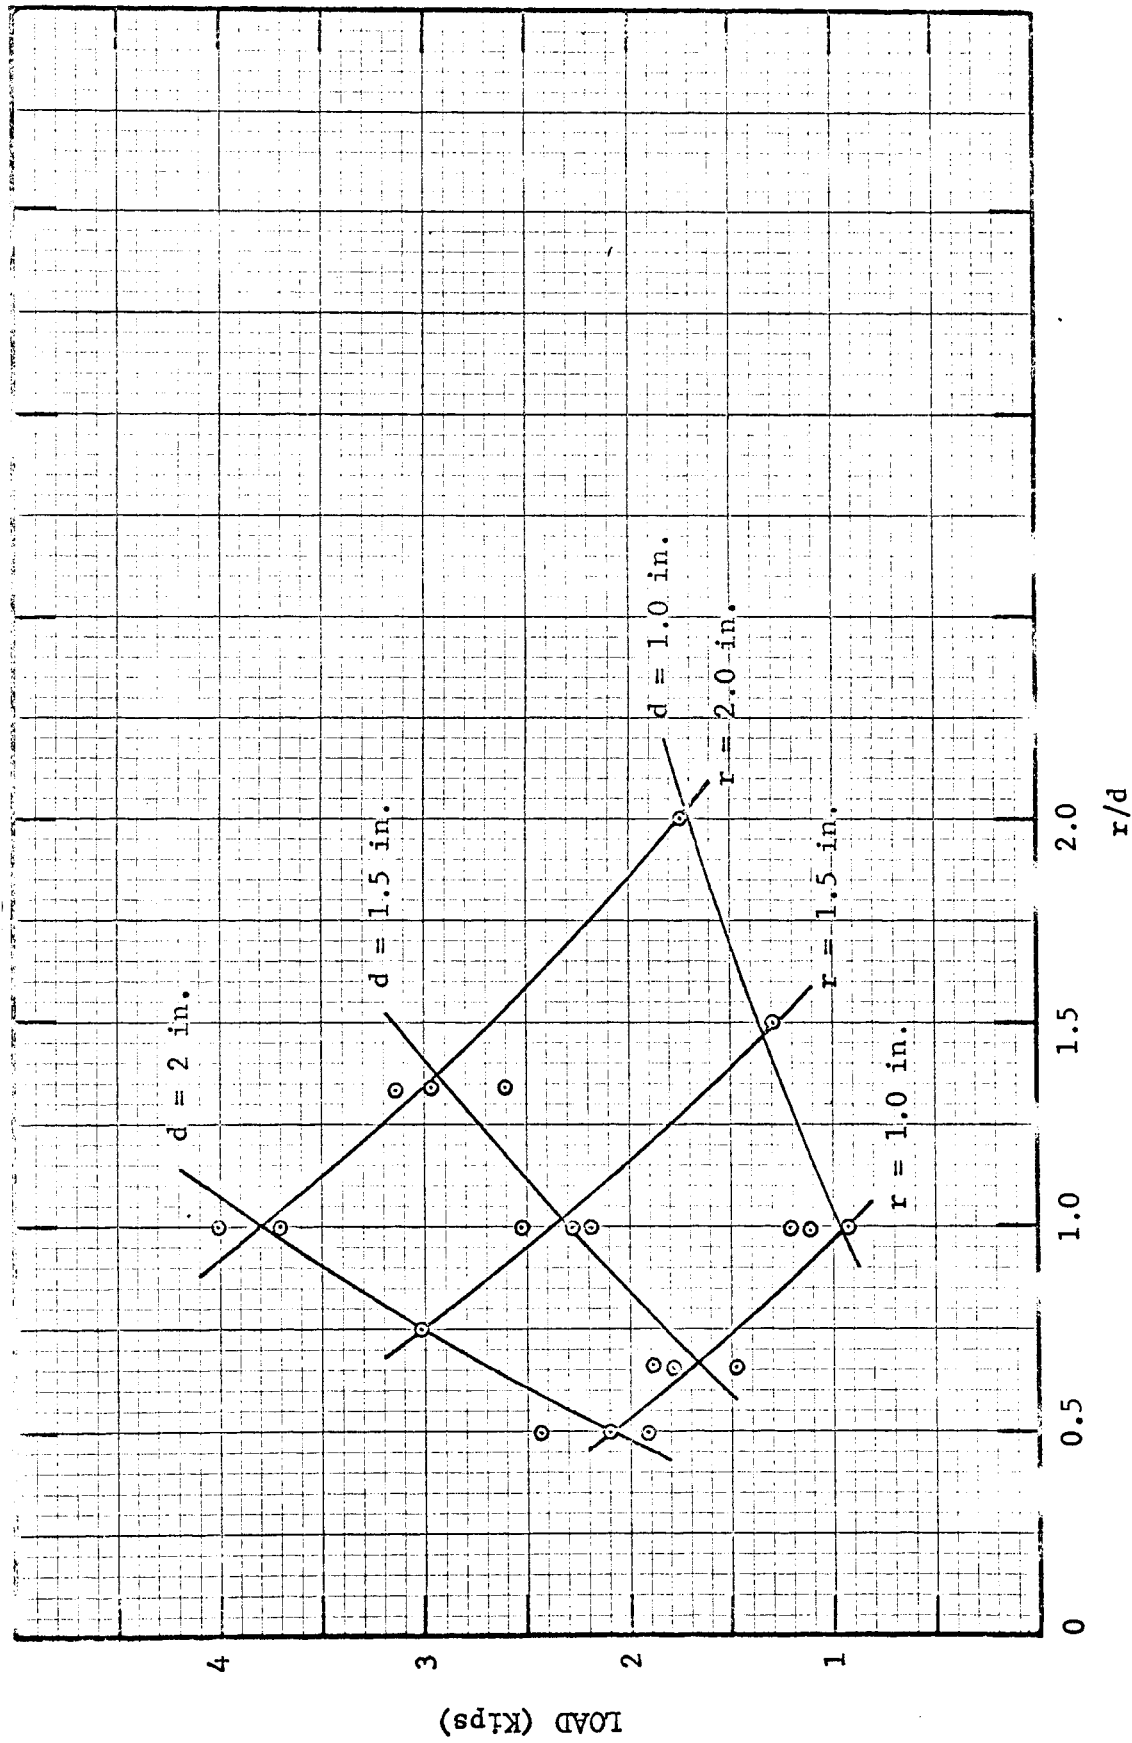 LOAD (Kips)
4
3
2
1
0
0.5
1.0
1.5
2.0
r/d
d = 2 in.
d = 1.5 in.
d = 1.0 in.
r = 2.0 in.
r = 1.5 in.
r = 1.0 in.